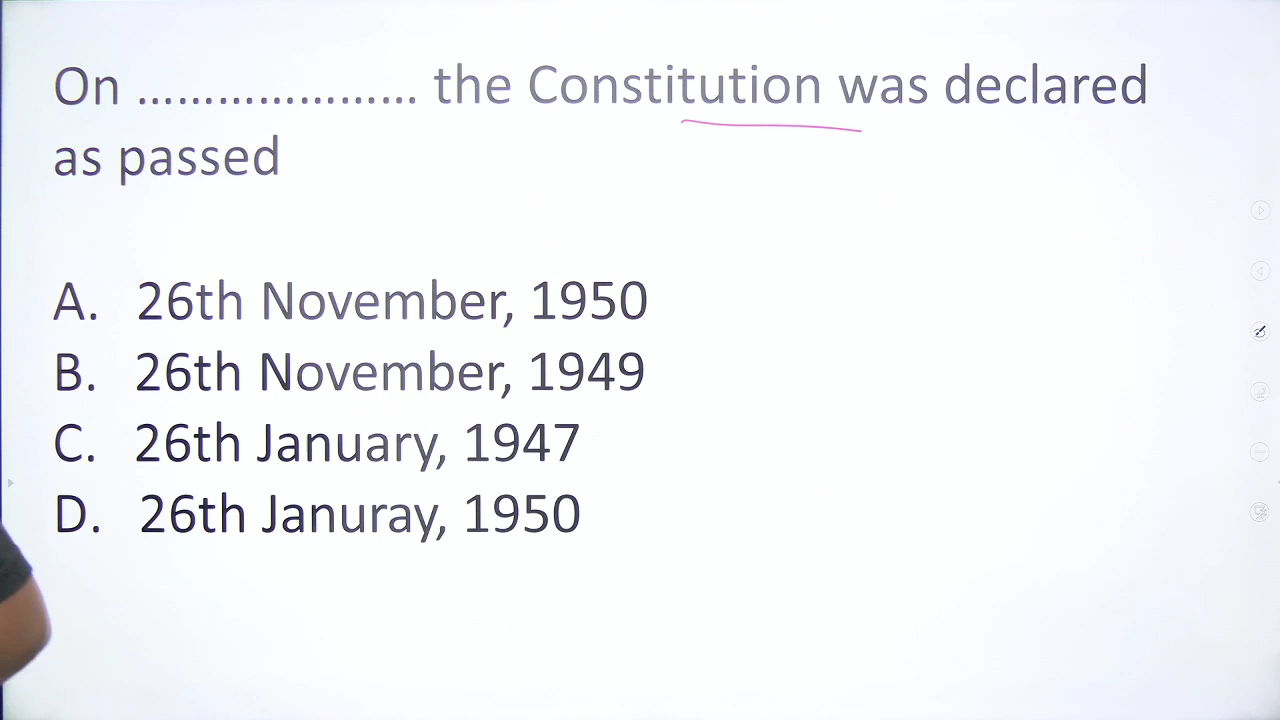 On ..................... the Constitution was declared
as passed
A. 26th November, 1950
B. 26th November, 1949
C. 26th January, 1947
D. 26th Januray, 1950